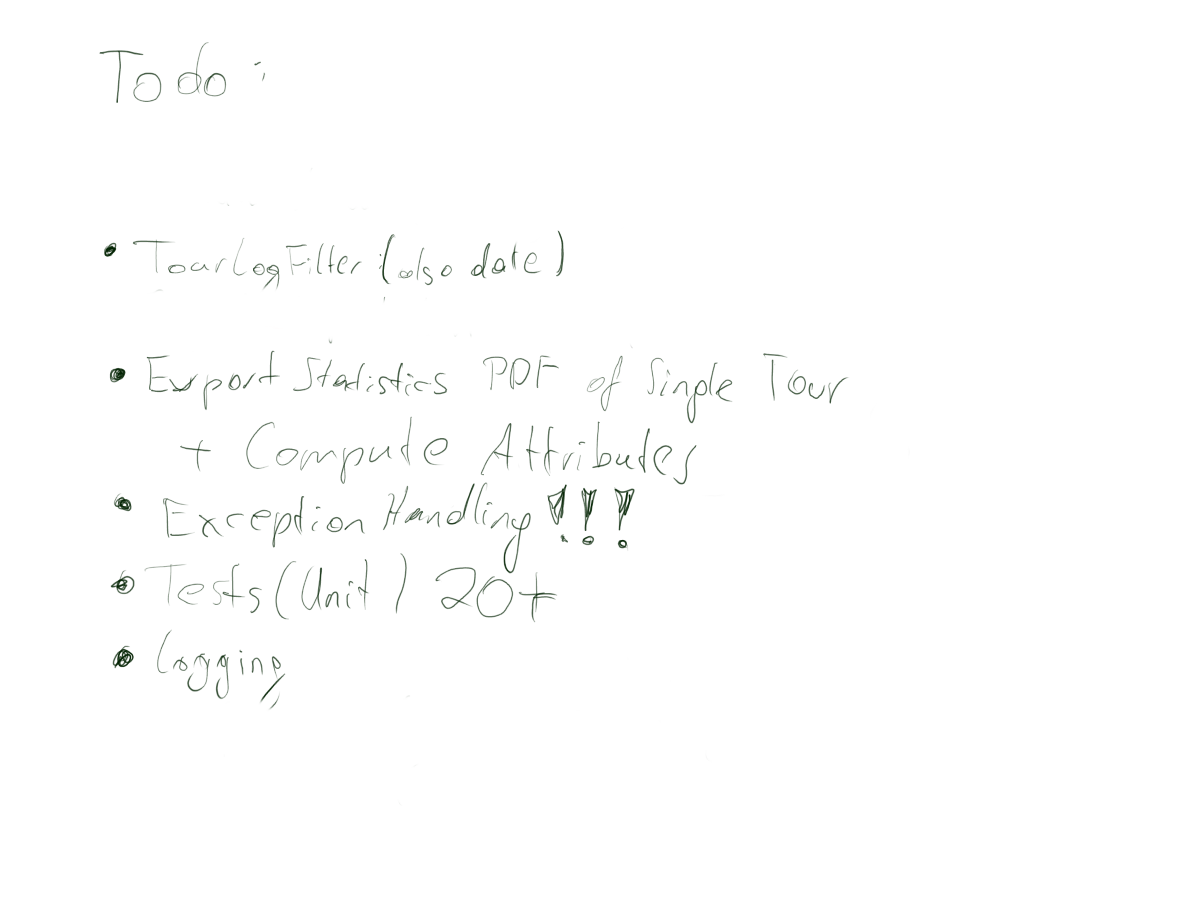 Todo:
• TourLogFilter (also date)
• Export Statistics PDF of Single Tour
+ Compute Attributes
• Exception Handling !!!
• Tests (Unit) 20+
• Logging